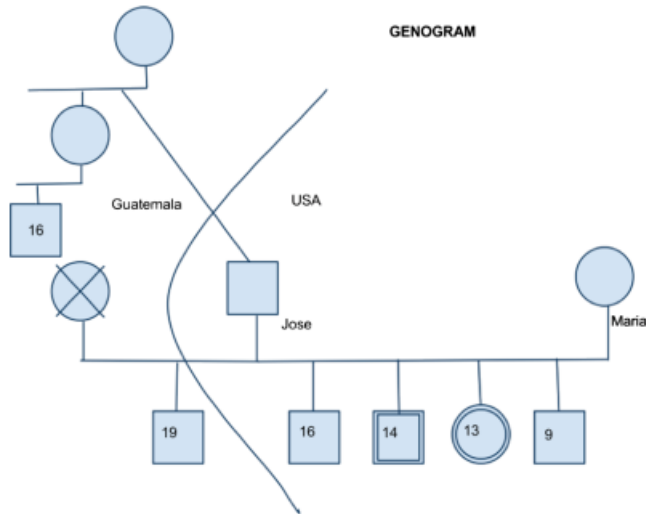 GENOGRAM
Guatemala
USA
16
Jose
Maria
19
16
14
13
9